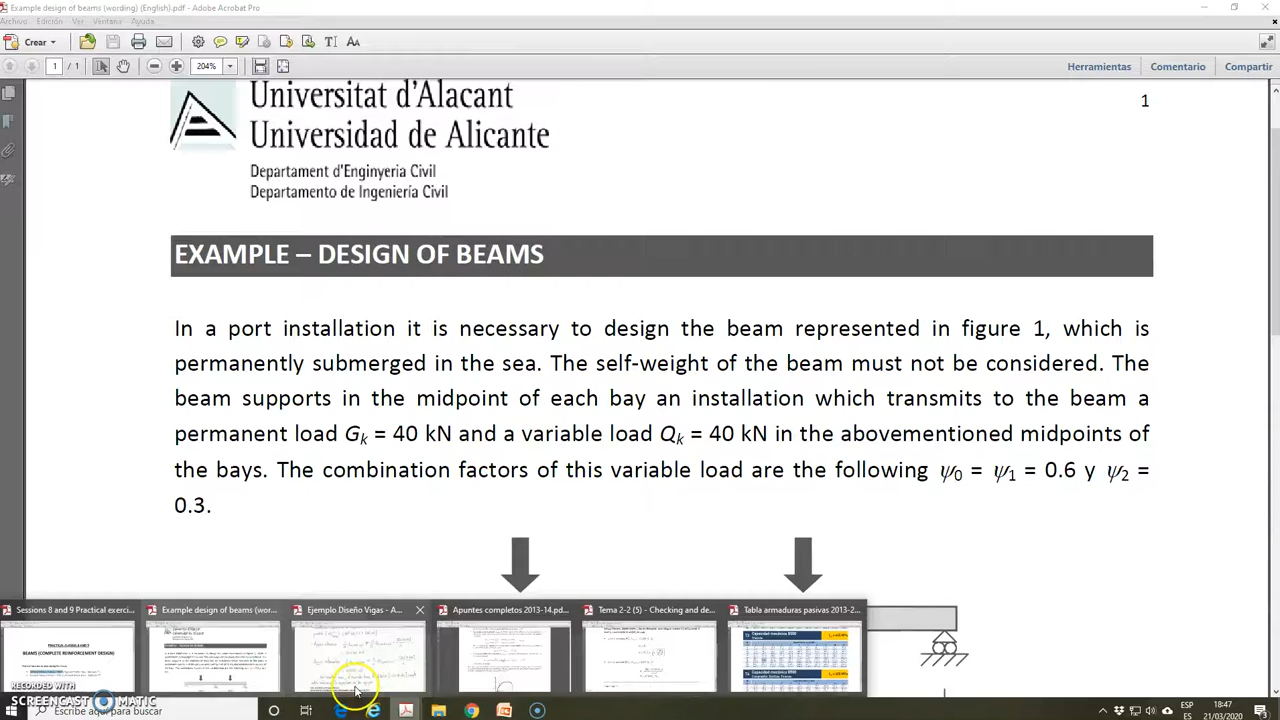 Example design of beams (wording) (English).pdf - Adobe Acrobat Pro
Archivo Edición Ver Ventana Ayuda
Crear
1 / 1 204% Herramientas Comentario Compartir
Universitat d'Alacant
Universidad de Alicante
1
Departament d'Enginyeria Civil
Departamento de Ingeniería Civil
EXAMPLE – DESIGN OF BEAMS
In a port installation it is necessary to design the beam represented in figure 1, which is
permanently submerged in the sea. The self-weight of the beam must not be considered. The
beam supports in the midpoint of each bay an installation which transmits to the beam a
permanent load Gk = 40 kN and a variable load Qk = 40 kN in the abovementioned midpoints of
the bays. The combination factors of this variable load are the following ψ0 = ψ1 = 0.6 y ψ2 =
0.3.
Sessions 8 and 9 Practical exerci... Example design of beams (wor... Ejemplo Diseño Vigas - A... Apuntes completos 2013-14.pd... Tema 2-2 (5) - Checking and de... Tabla armaduras pasivas 2013-2...
BEAMS (COMPLETE REINFORCEMENT DESIGN)
RECORDED WITH
SCREENCAST MATIC
Escribe aquí para buscar
ESP
18:47
21/03/2020